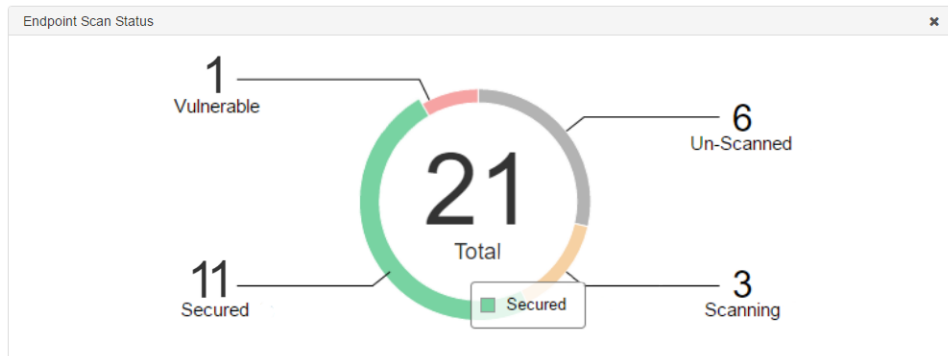 Endpoint Scan Status
1
Vulnerable
6
Un-Scanned
21
Total
11
Secured
3
Scanning
Secured